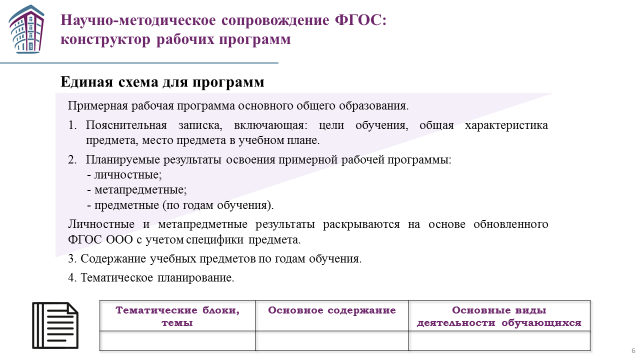 Научно-методическое сопровождение ФГОС:
конструктор рабочих программ
Единая схема для программ
Примерная рабочая программа основного общего образования.
1. Пояснительная записка, включающая: цели обучения, общая характеристика
предмета, место предмета в учебном плане.
2. Планируемые результаты освоения примерной рабочей программы:
- личностные;
- метапредметные;
- предметные (по годам обучения).
Личностные и метапредметные результаты раскрываются на основе обновленного
ФГОС ООО с учетом специфики предмета.
3. Содержание учебных предметов по годам обучения.
4. Тематическое планирование.
Тематические блоки,
темы
Основное содержание
Основные виды
деятельности обучающихся
6